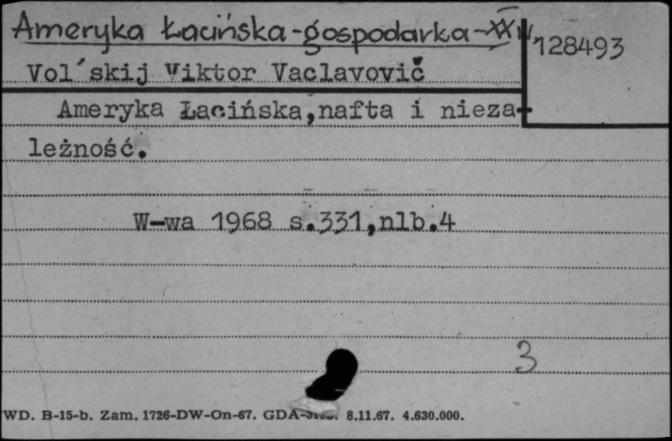 Ameryka Łacińska-gospodarka-XX w.
128493
Vol´skij Viktor Vaclavovič
Ameryka Łacińska, nafta i nieza-
leżność.
W-wa 1968 s.331,nlb.4
3
WD. B-15-b. Zam. 1726-DW-On-67. 8.11.67. 4.630.000.